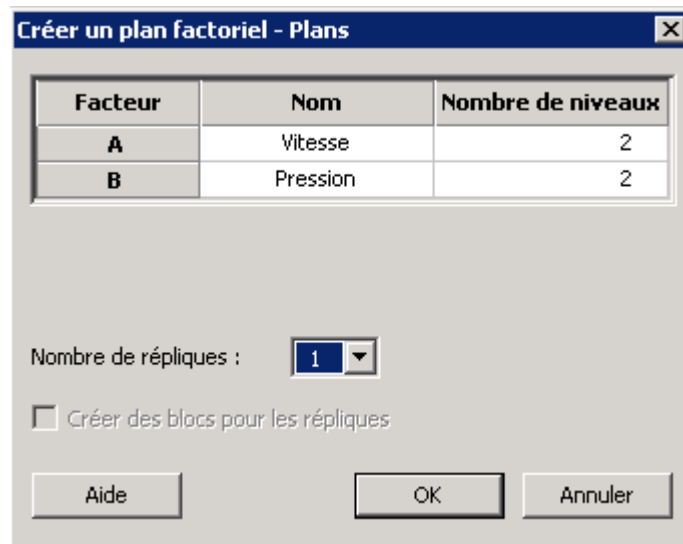 Créer un plan factoriel - Plans
Facteur Nom Nombre de niveaux
A Vitesse 2
B Pression 2
Nombre de répliques : 1
Créer des blocs pour les répliques
Aide OK Annuler